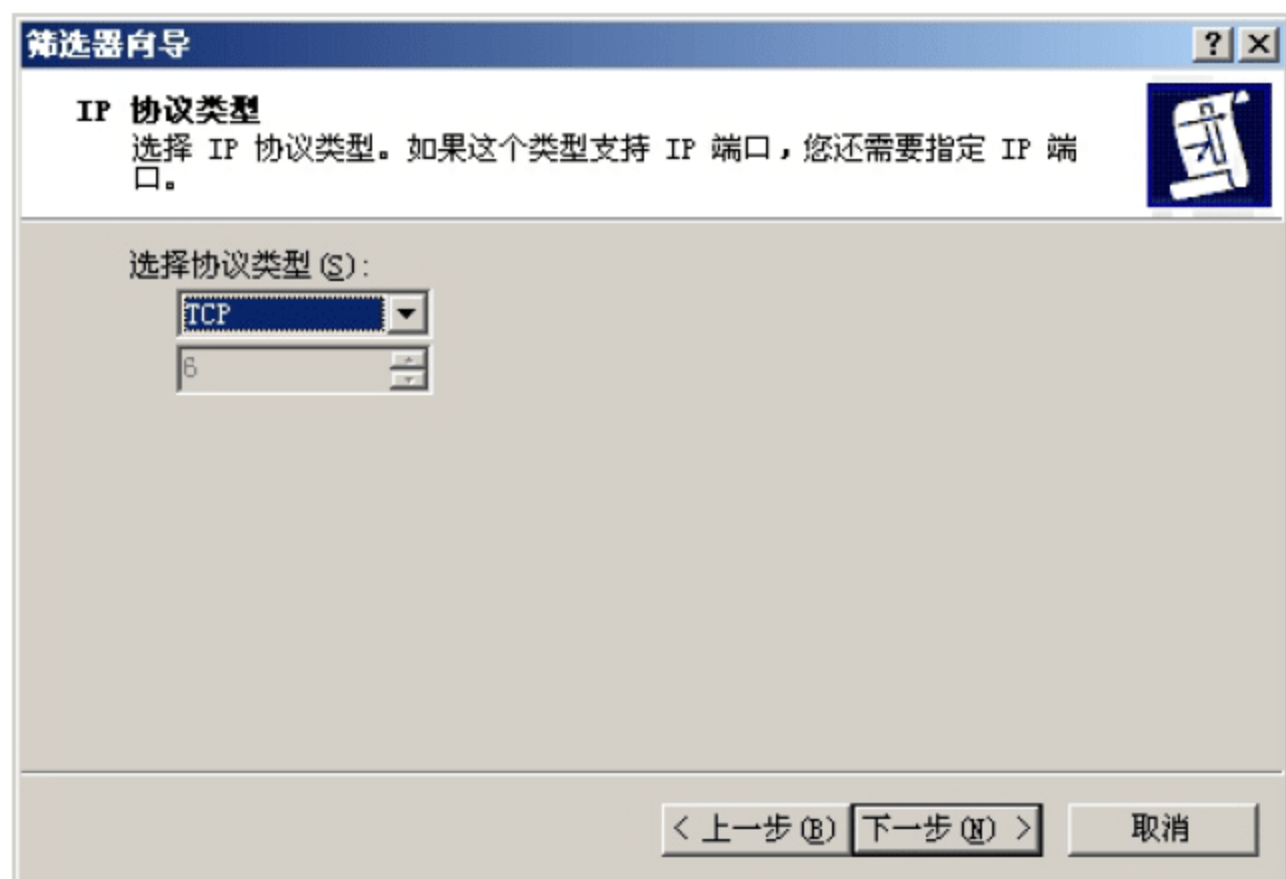 筛选器向导
IP 协议类型
选择 IP 协议类型。如果这个类型支持 IP 端口，您还需要指定 IP 端
口。
选择协议类型(S):
TCP
6
< 上一步(B) 下一步(N) > 取消